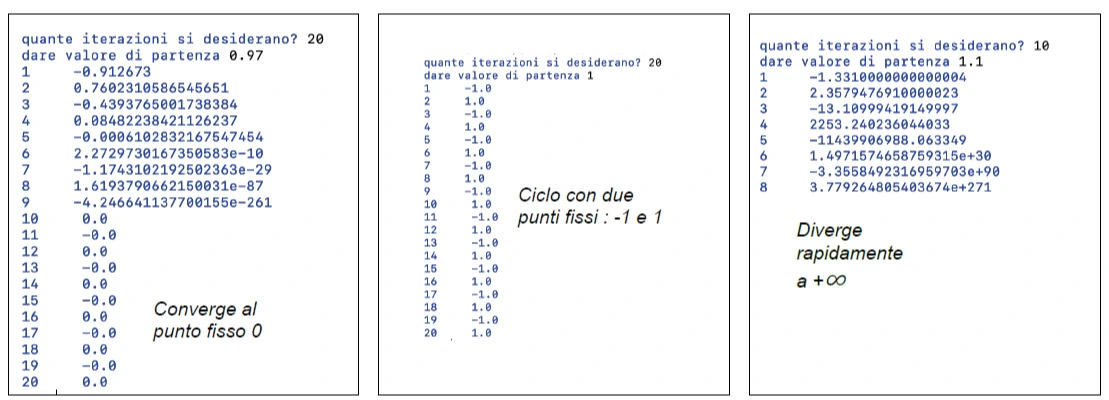 quante iterazioni si desiderano? 20
dare valore di partenza 0.97
1 -0.912673
2 0.7602310586545651
3 -0.4393765001738384
4 0.08482238421126237
5 -0.0006102832167547454
6 2.2729730167350583e-10
7 -1.1743102192502363e-29
8 1.6193790662150031e-87
9 -4.246641137700155e-261
10 0.0
11 -0.0
12 0.0
13 -0.0
14 0.0
15 -0.0
16 0.0
17 -0.0
18 0.0
19 -0.0
20 0.0
Converge al
punto fisso 0
quante iterazioni si desiderano? 20
dare valore di partenza 1
1 -1.0
2 1.0
3 -1.0
4 1.0
5 -1.0
6 1.0
7 -1.0
8 1.0
9 -1.0
10 1.0
11 -1.0
12 1.0
13 -1.0
14 1.0
15 -1.0
16 1.0
17 -1.0
18 1.0
19 -1.0
20 1.0
Ciclo con due
punti fissi : -1 e 1
quante iterazioni si desiderano? 10
dare valore di partenza 1.1
1 -1.3310000000000004
2 2.3579476910000023
3 -13.10999419149997
4 2253.240236044033
5 -11439906988.063349
6 1.4971574658759315e+30
7 -3.3558492316959703e+90
8 3.779264805403674e+271
Diverge
rapidamente
a +∞